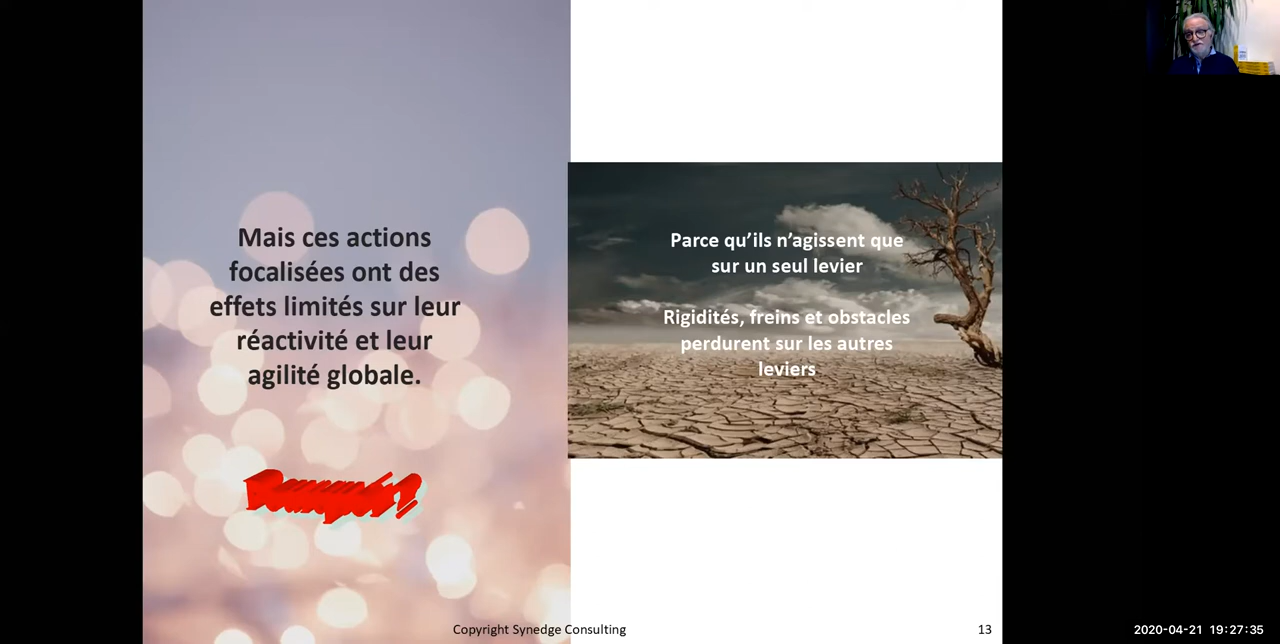 Mais ces actions
focalisées ont des
effets limités sur leur
réactivité et leur
agilité globale.
Pourquoi?
Parce qu’ils n’agissent que
sur un seul levier
Rigidités, freins et obstacles
perdurent sur les autres
leviers
Copyright Synedge Consulting
13
2020-04-21 19:27:35